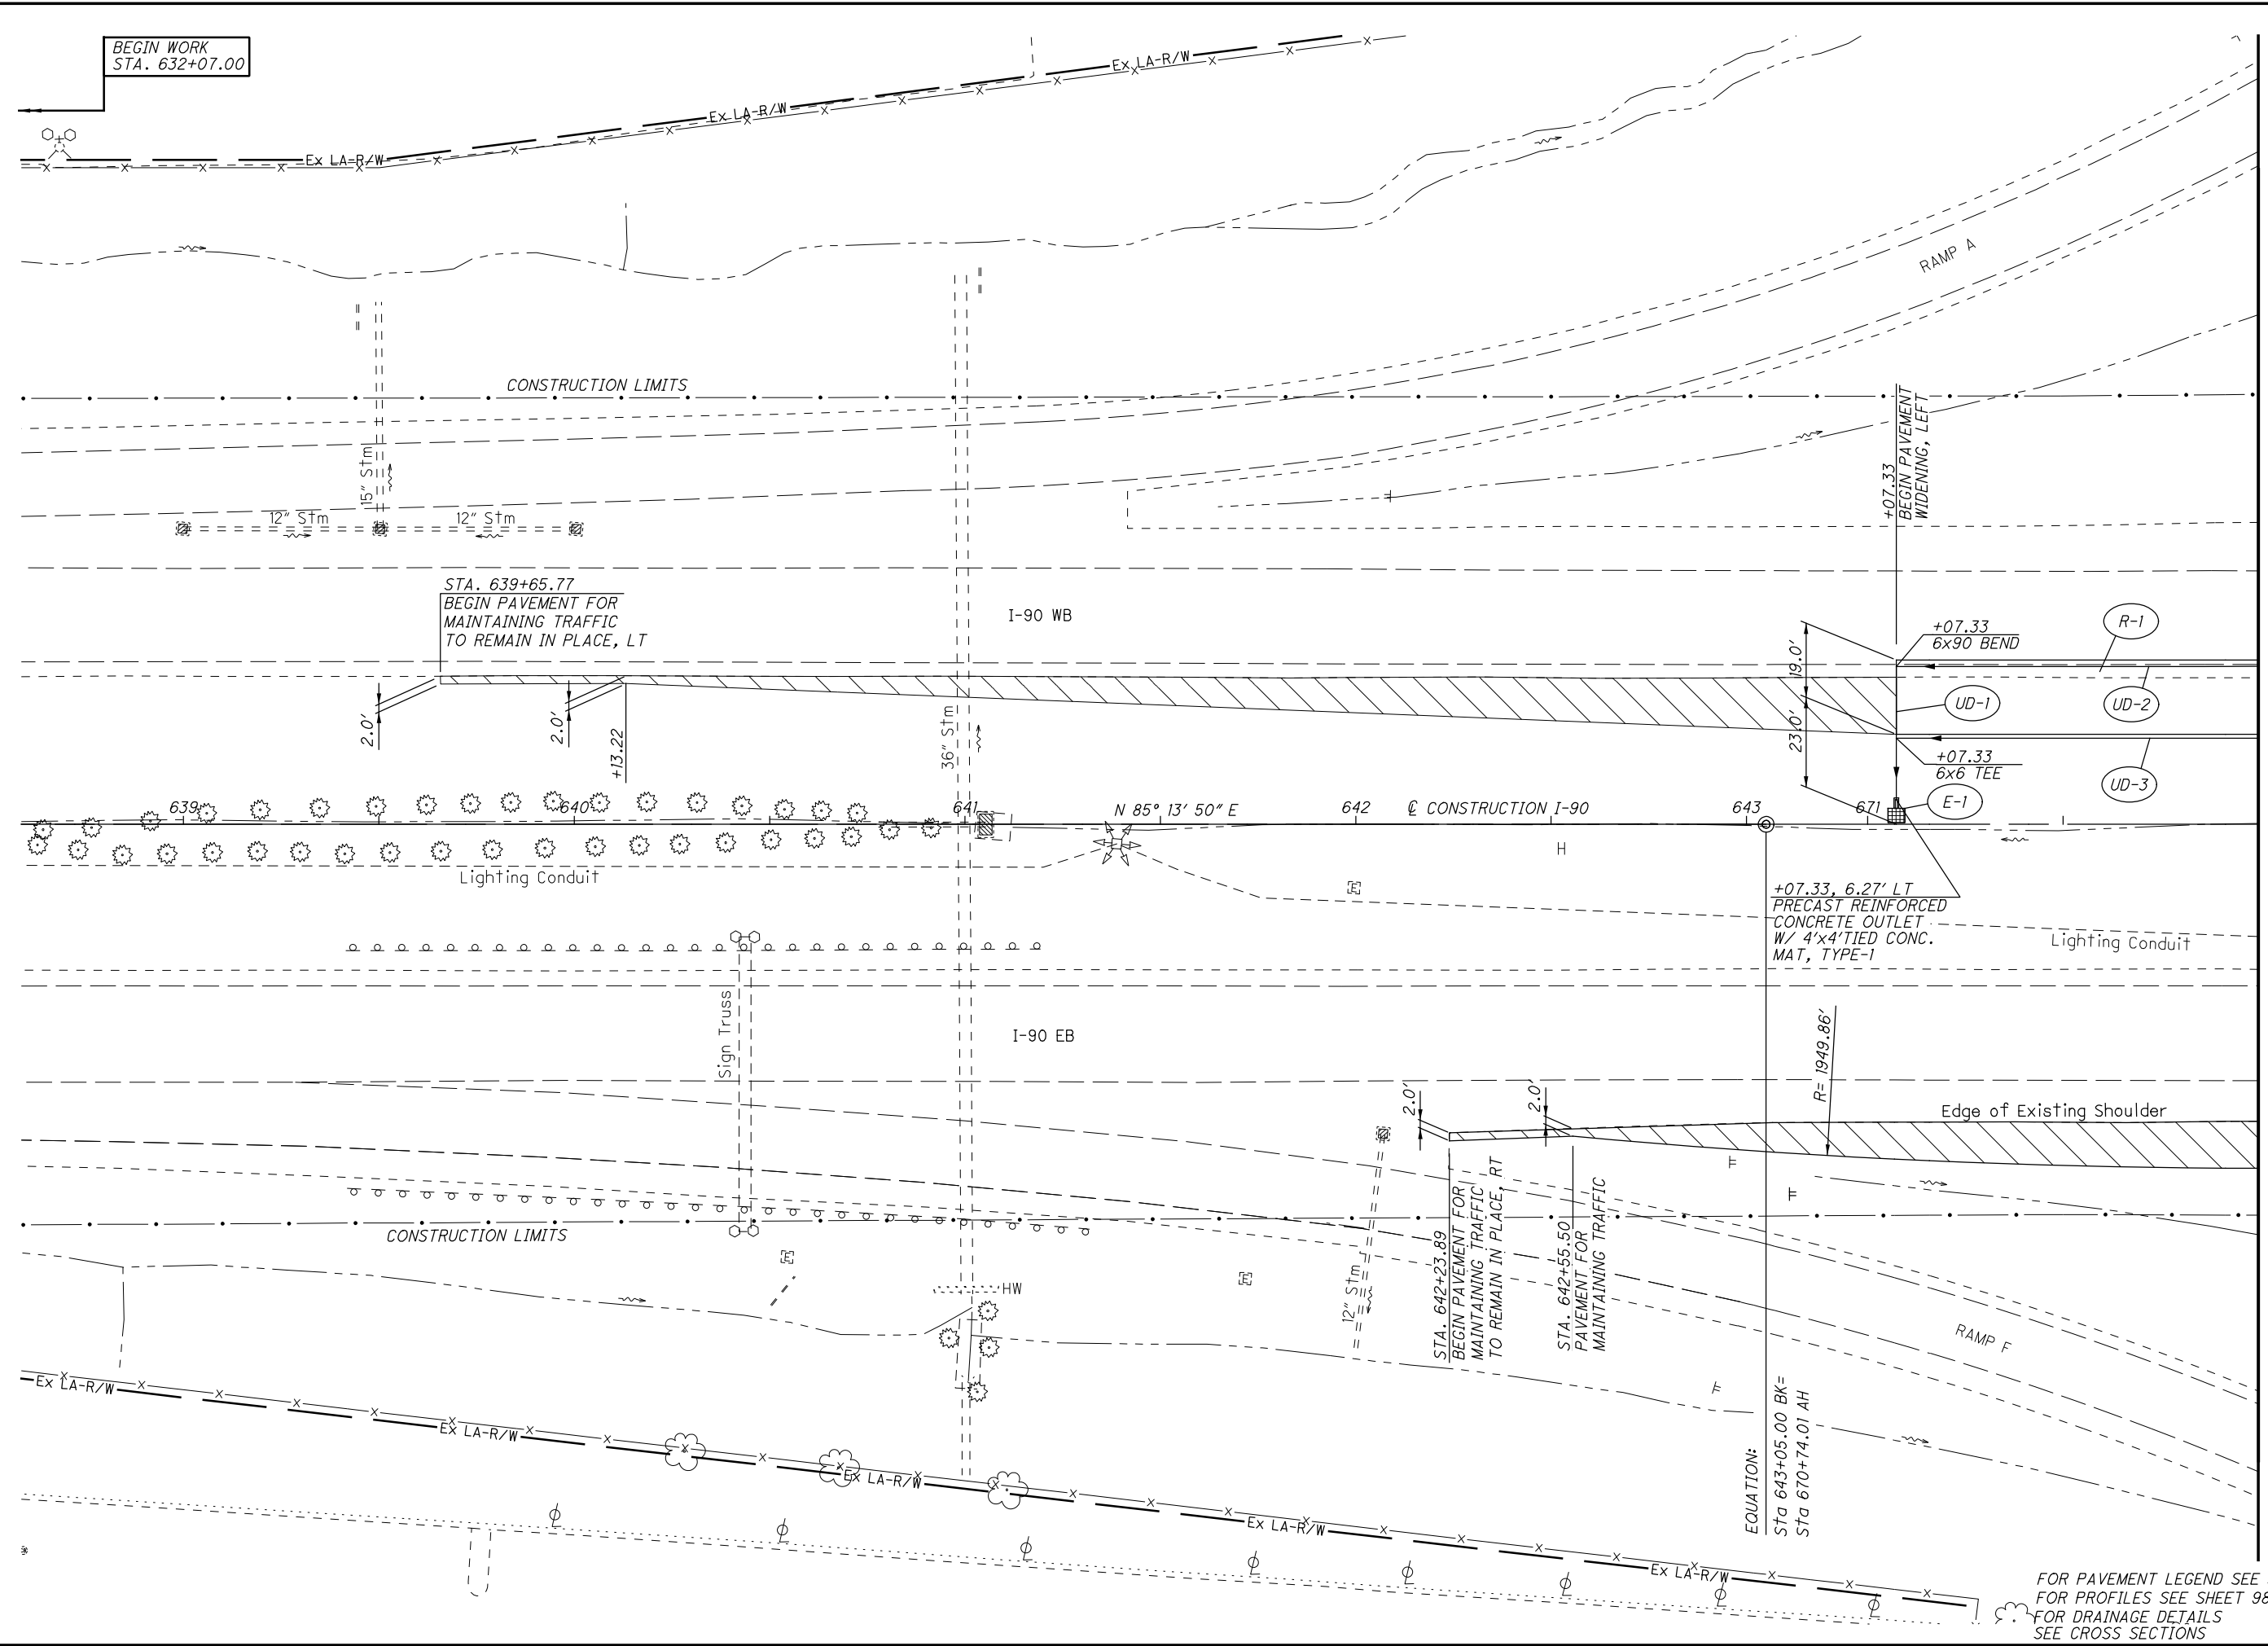 BEGIN WORK
STA. 632+07.00
Ex LA-R/W
Ex LA-R/W
Ex LA-R/W
RAMP A
CONSTRUCTION LIMITS
15" Stm
12" Stm
12" Stm
+07.33
BEGIN PAVEMENT
WIDENING, LEFT
STA. 639+65.77
BEGIN PAVEMENT FOR
MAINTAINING TRAFFIC
TO REMAIN IN PLACE, LT
I-90 WB
+07.33
6x90 BEND
R-1
19.0'
23.0'
UD-1
UD-2
2.0'
2.0'
+13.22
36" Stm
+07.33
6x6 TEE
UD-3
E-1
639
640
641
N 85° 13' 50" E
642
℄ CONSTRUCTION I-90
643
671
H
Lighting Conduit
E
+07.33, 6.27' LT
PRECAST REINFORCED
CONCRETE OUTLET
W/ 4'x4'TIED CONC.
MAT, TYPE-1
Lighting Conduit
Sign Truss
I-90 EB
R= 1949.86'
2.0'
2.0'
Edge of Existing Shoulder
CONSTRUCTION LIMITS
E
E
HW
12" Stm
STA. 642+23.89
BEGIN PAVEMENT FOR
MAINTAINING TRAFFIC
TO REMAIN IN PLACE, RT
STA. 642+55.50
PAVEMENT FOR
MAINTAINING TRAFFIC
RAMP F
EQUATION:
Sta 643+05.00 BK=
Sta 670+74.01 AH
Ex LA-R/W
Ex LA-R/W
Ex LA-R/W
Ex LA-R/W
Ex LA-R/W
FOR PAVEMENT LEGEND SEE
FOR PROFILES SEE SHEET 98
FOR DRAINAGE DETAILS
SEE CROSS SECTIONS